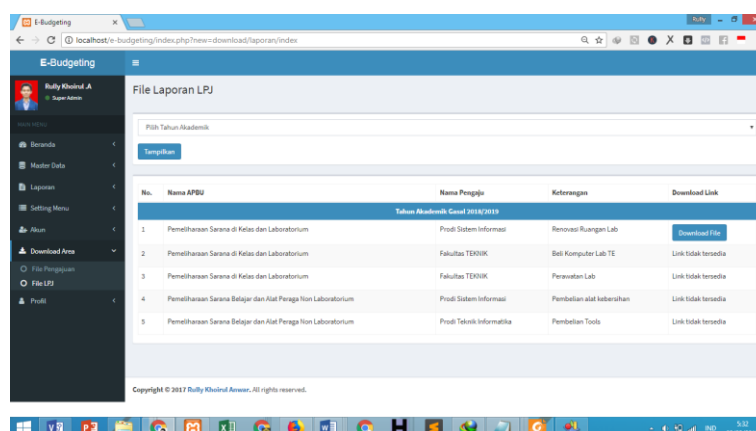 E-Budgeting
Rully
localhost/e-budgeting/index.php?new=download/laporan/index
E-Budgeting
Rully Khoirul .A
Super Admin
MAIN MENU
Beranda
Master Data
Laporan
Setting Menu
Akun
Download Area
File Pengajuan
File LPJ
Profil
File Laporan LPJ
Pilih Tahun Akademik
Tampilkan
No. Nama APBU Nama Pengaju Keterangan Download Link
Tahun Akademik Gasal 2018/2019
1 Pemeliharaan Sarana di Kelas dan Laboratorium Prodi Sistem Informasi Renovasi Ruangan Lab Download File
2 Pemeliharaan Sarana di Kelas dan Laboratorium Fakultas TEKNIK Beli Komputer Lab TE Link tidak tersedia
3 Pemeliharaan Sarana di Kelas dan Laboratorium Fakultas TEKNIK Perawatan Lab Link tidak tersedia
4 Pemeliharaan Sarana Belajar dan Alat Peraga Non Laboratorium Prodi Sistem Informasi Pembelian alat kebersihan Link tidak tersedia
5 Pemeliharaan Sarana Belajar dan Alat Peraga Non Laboratorium Prodi Teknik Informatika Pembelian Tools Link tidak tersedia
Copyright © 2017 Rully Khoirul Anwar. All rights reserved.
IND
5:32